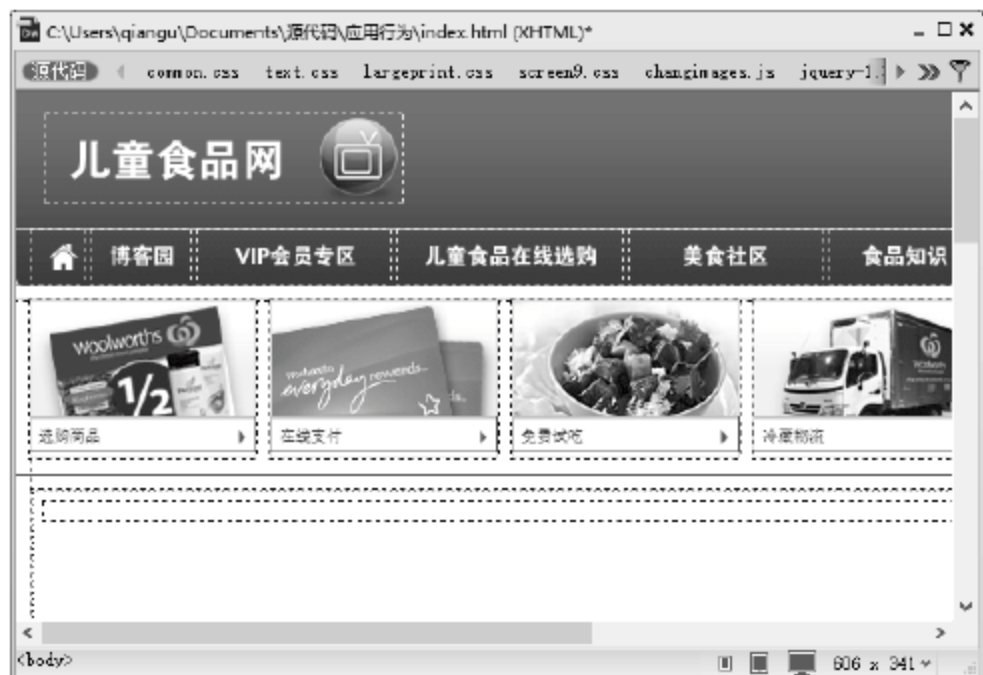 C:\Users\qiangu\Documents\源代码\应用行为\index.html (XHTML)*
源代码 common.css text.css largeprint.css screen9.css changimages.js jquery-1.
儿童食品网
博客园 VIP会员专区 儿童食品在线选购 美食社区 食品知识
woolworths
1/2
everyday rewards
选购商品 在线支付 免费试吃 冷藏物流
<body> 606 x 341